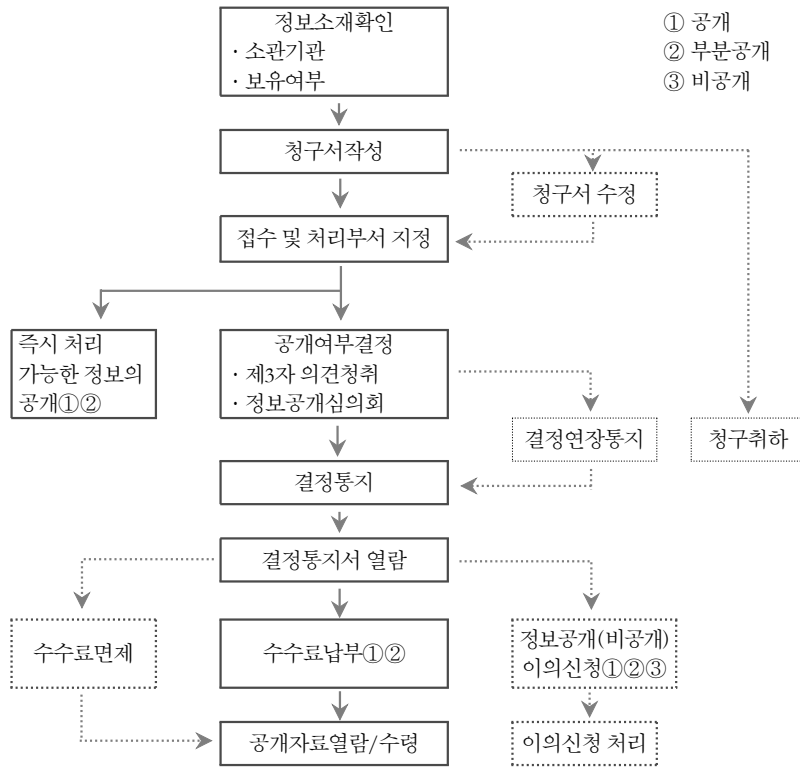 정보소재확인
· 소관기관
· 보유여부
① 공개
② 부분공개
③ 비공개
청구서작성
청구서 수정
접수 및 처리부서 지정
즉시 처리
가능한 정보의
공개①②
공개여부결정
· 제3자 의견청취
· 정보공개심의회
결정연장통지
청구취하
결정통지
결정통지서 열람
수수료면제
수수료납부①②
정보공개(비공개)
이의신청①②③
공개자료열람/수령
이의신청 처리